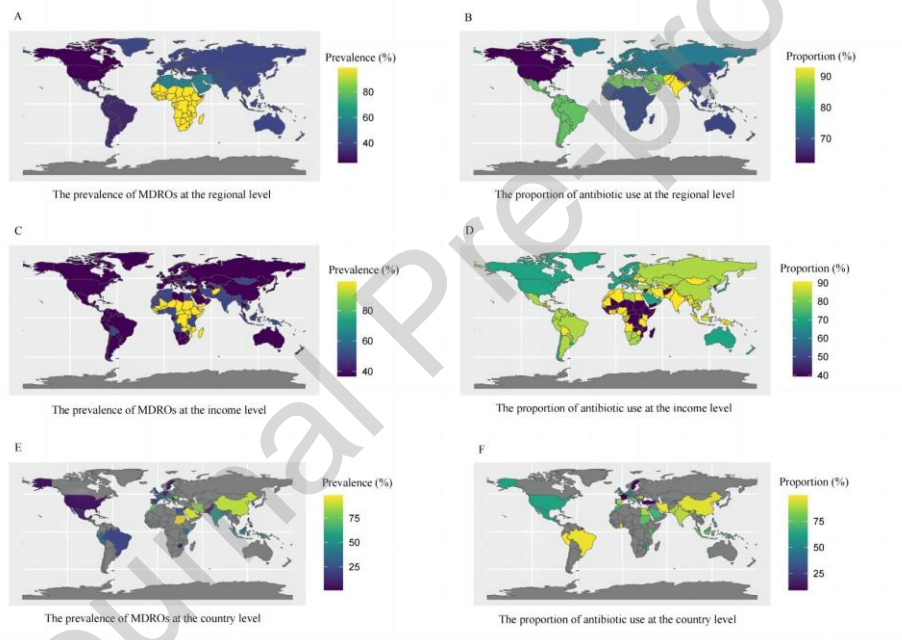 A
Prevalence (%)
80
60
40
The prevalence of MDROs at the regional level
B
Proportion (%)
90
80
70
The proportion of antibiotic use at the regional level
C
Prevalence (%)
80
60
40
The prevalence of MDROs at the income level
D
Proportion (%)
90
80
70
60
50
40
The proportion of antibiotic use at the income level
E
Prevalence (%)
75
50
25
The prevalence of MDROs at the country level
F
Proportion (%)
75
50
25
The proportion of antibiotic use at the country level
Journal Pre-pro